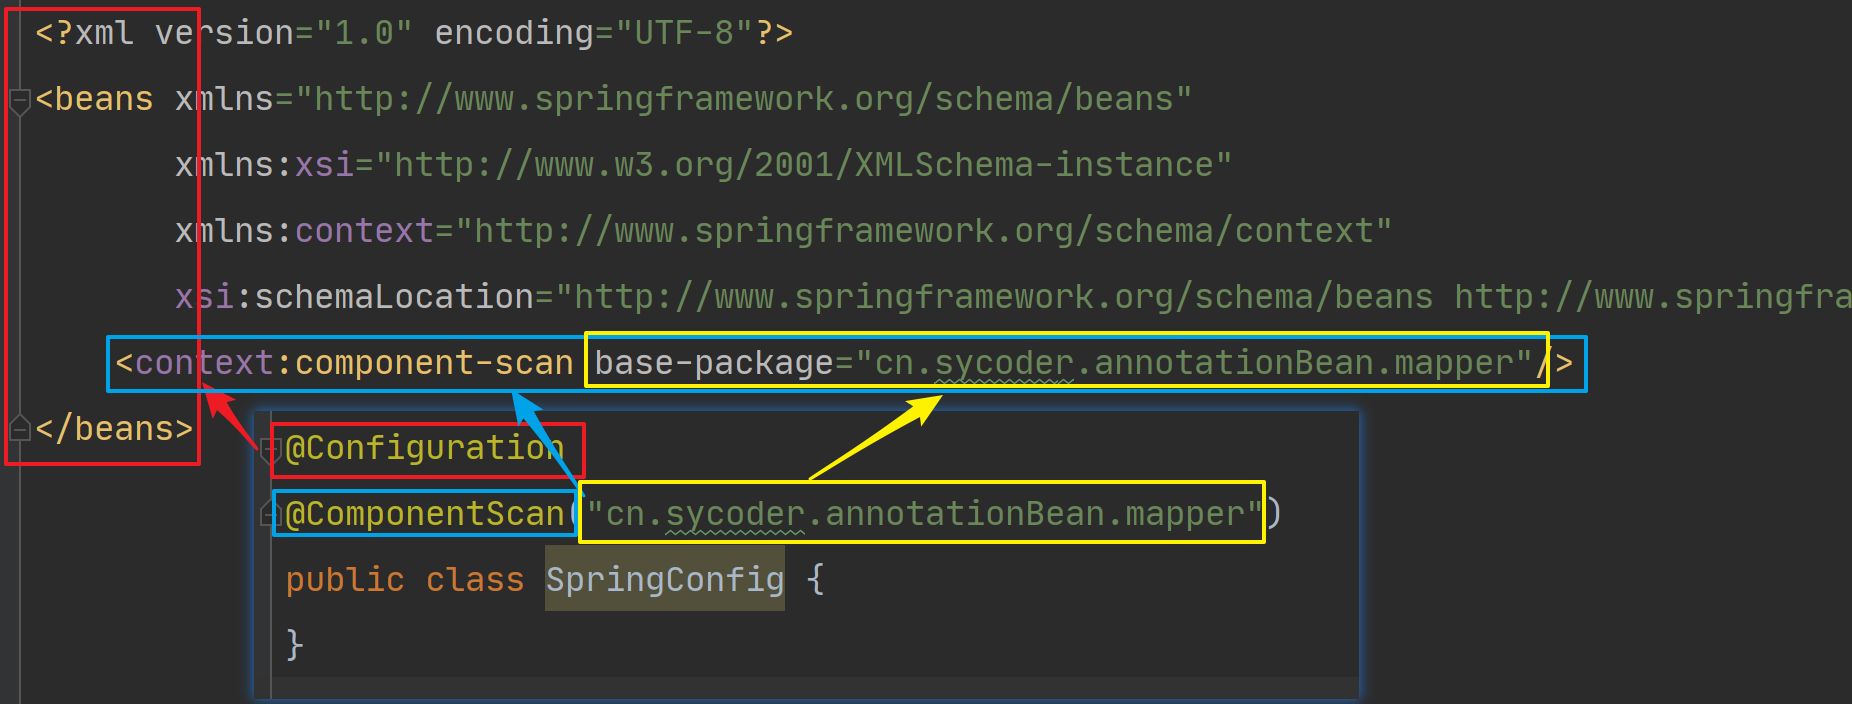 <?xml version="1.0" encoding="UTF-8"?>
<beans xmlns="http://www.springframework.org/schema/beans"
xmlns:xsi="http://www.w3.org/2001/XMLSchema-instance"
xmlns:context="http://www.springframework.org/schema/context"
xsi:schemaLocation="http://www.springframework.org/schema/beans http://www.springfra
<context:component-scan base-package="cn.sycoder.annotationBean.mapper"/>
</beans>
@Configuration
@ComponentScan("cn.sycoder.annotationBean.mapper")
public class SpringConfig {
}